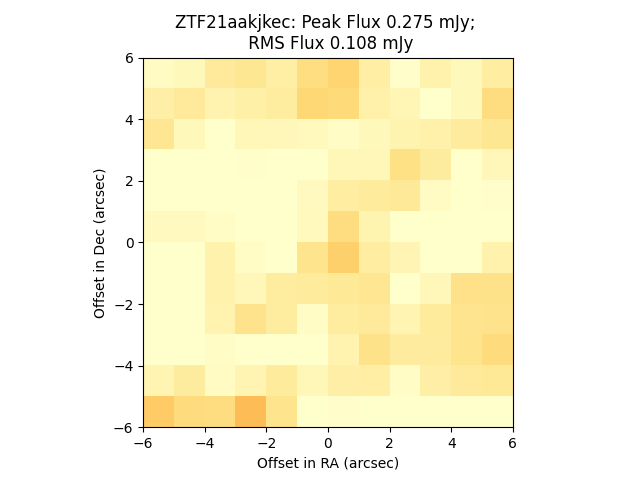 ZTF21aakjkec: Peak Flux 0.275 mJy;
RMS Flux 0.108 mJy
6
4
2
0
−2
−4
−6
Offset in Dec (arcsec)
−6 −4 −2 0 2 4 6
Offset in RA (arcsec)